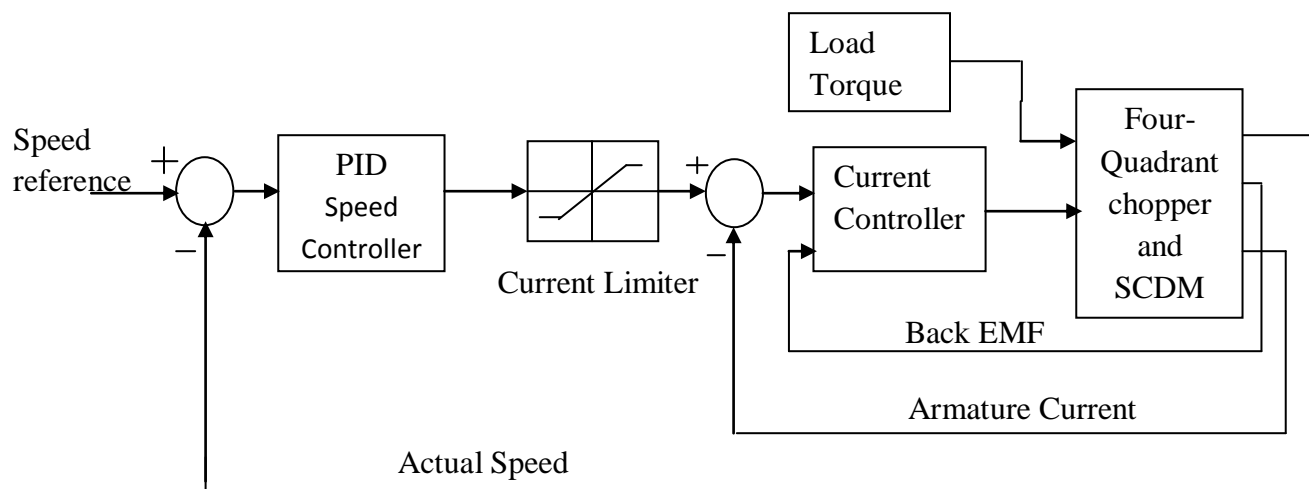 Load
Torque
Speed
reference
+
−
PID
Speed
Controller
Current Limiter
+
−
Current
Controller
Four-
Quadrant
chopper
and
SCDM
Back EMF
Armature Current
Actual Speed